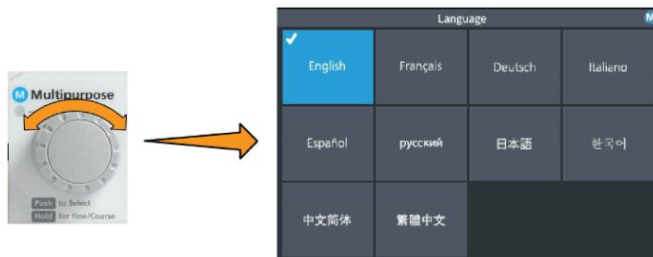 Language
M
M Multipurpose
Push to Select
Hold for Fine/Coarse
English Français Deutsch Italiano
Español русский 日本語 한국어
中文简体 繁體中文